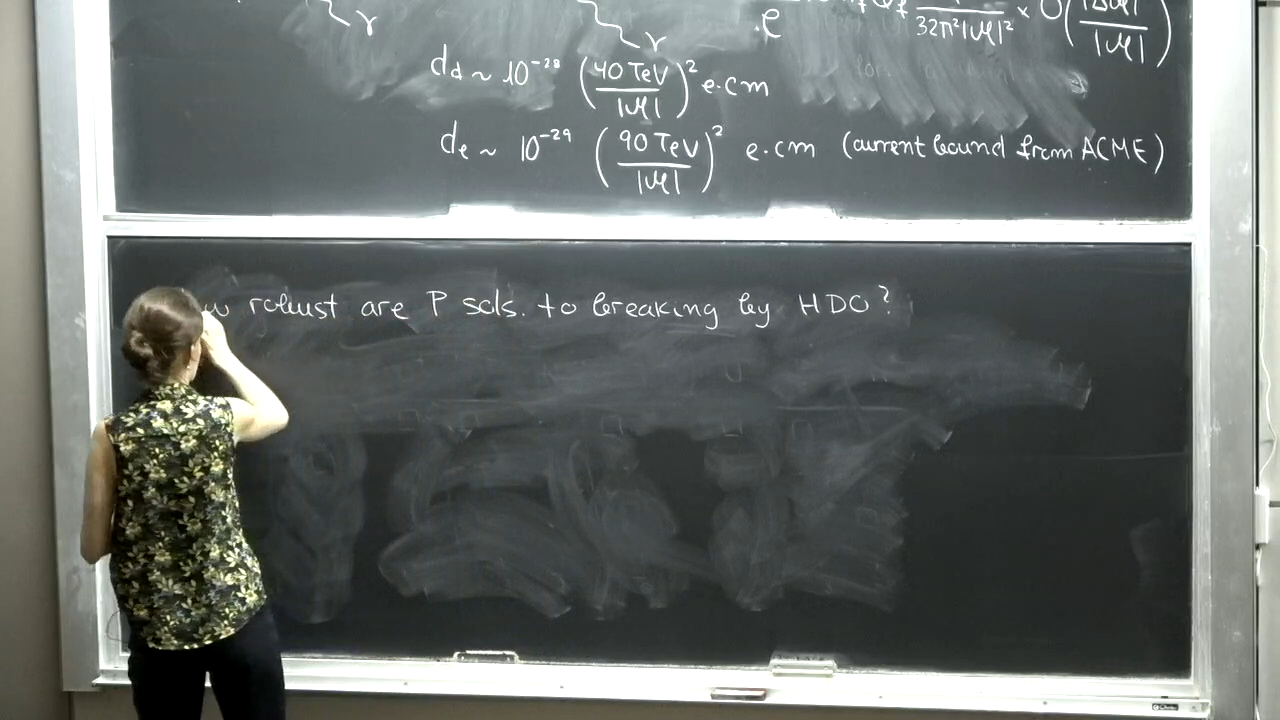 γ γ .e 32π²|μ|² × O( |μ| )
d_d ~ 10⁻²⁸ (40 TeV / |μ|)² e.cm
d_e ~ 10⁻²⁹ (90 TeV / |μ|)² e.cm (current bound from ACME)
robust are P sols. to breaking by HDO?